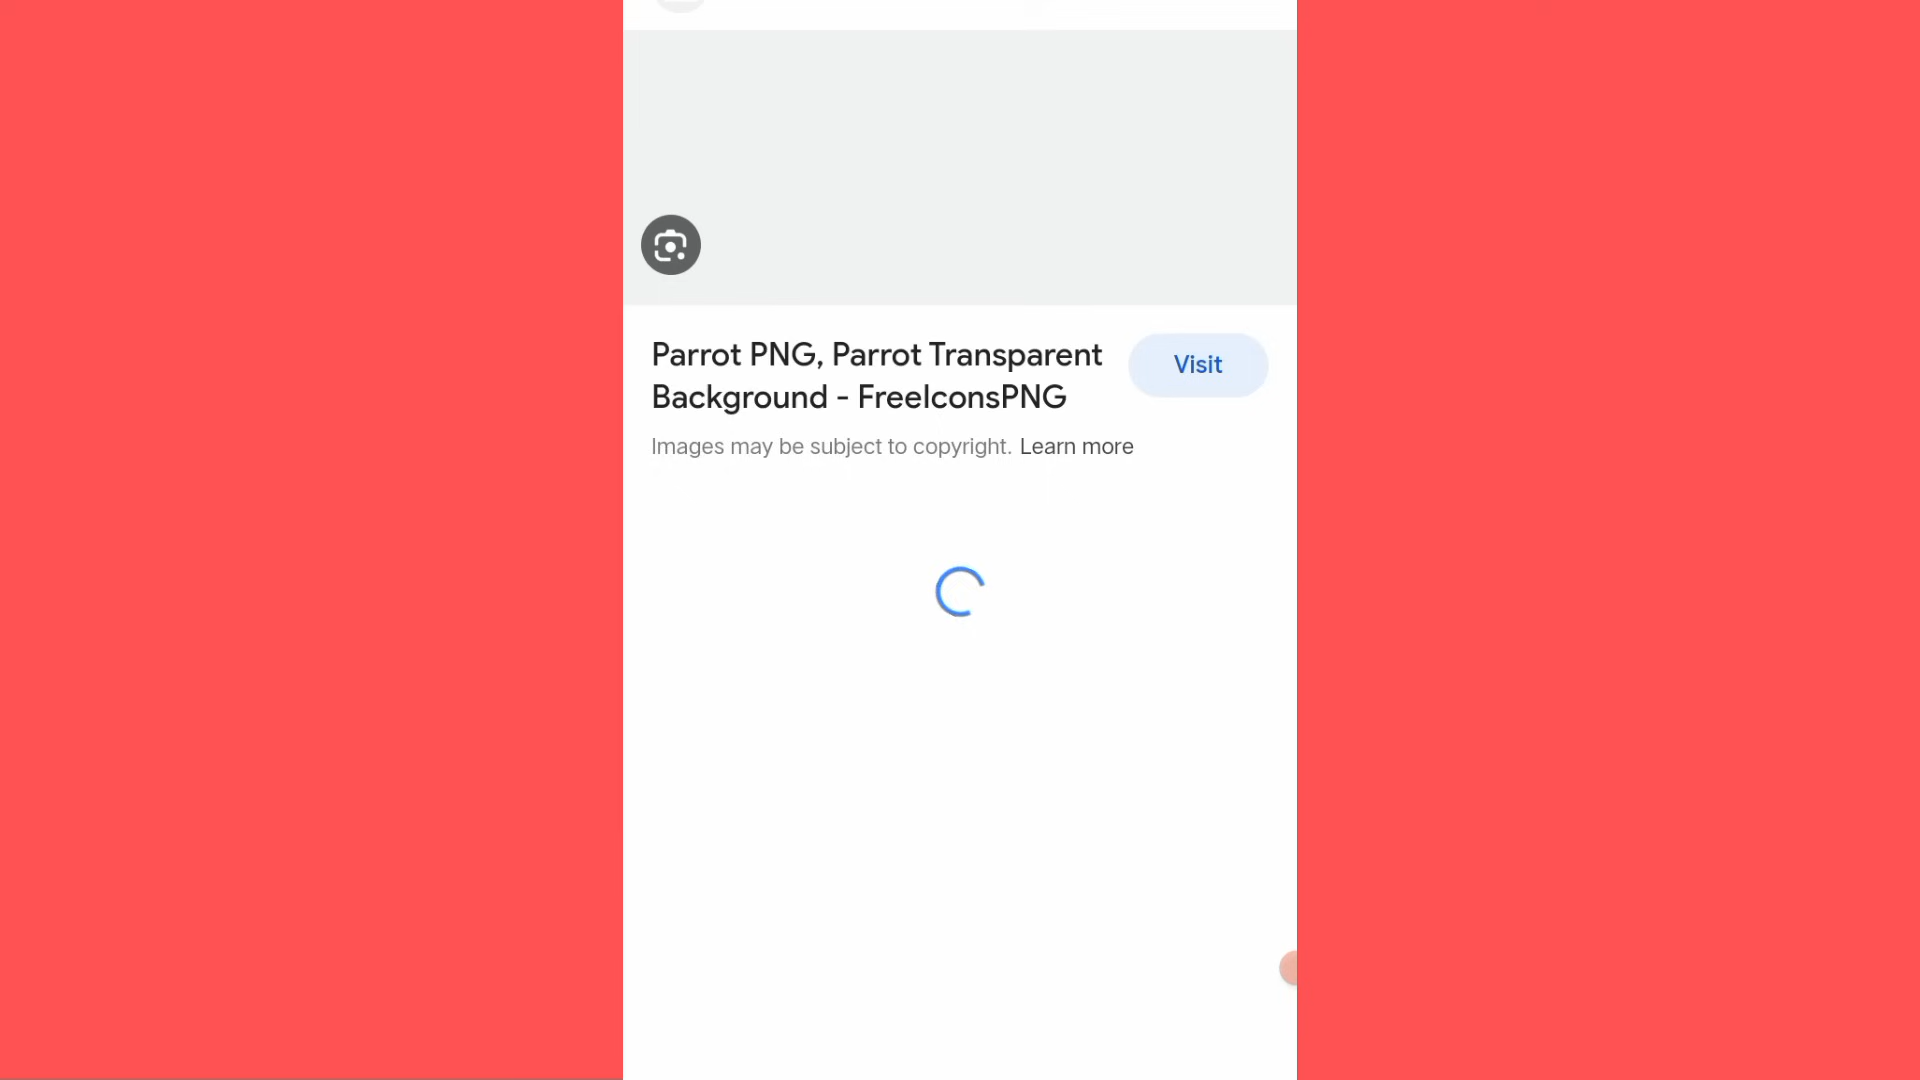 Parrot PNG, Parrot Transparent
Background - FreeIconsPNG
Visit
Images may be subject to copyright. Learn more